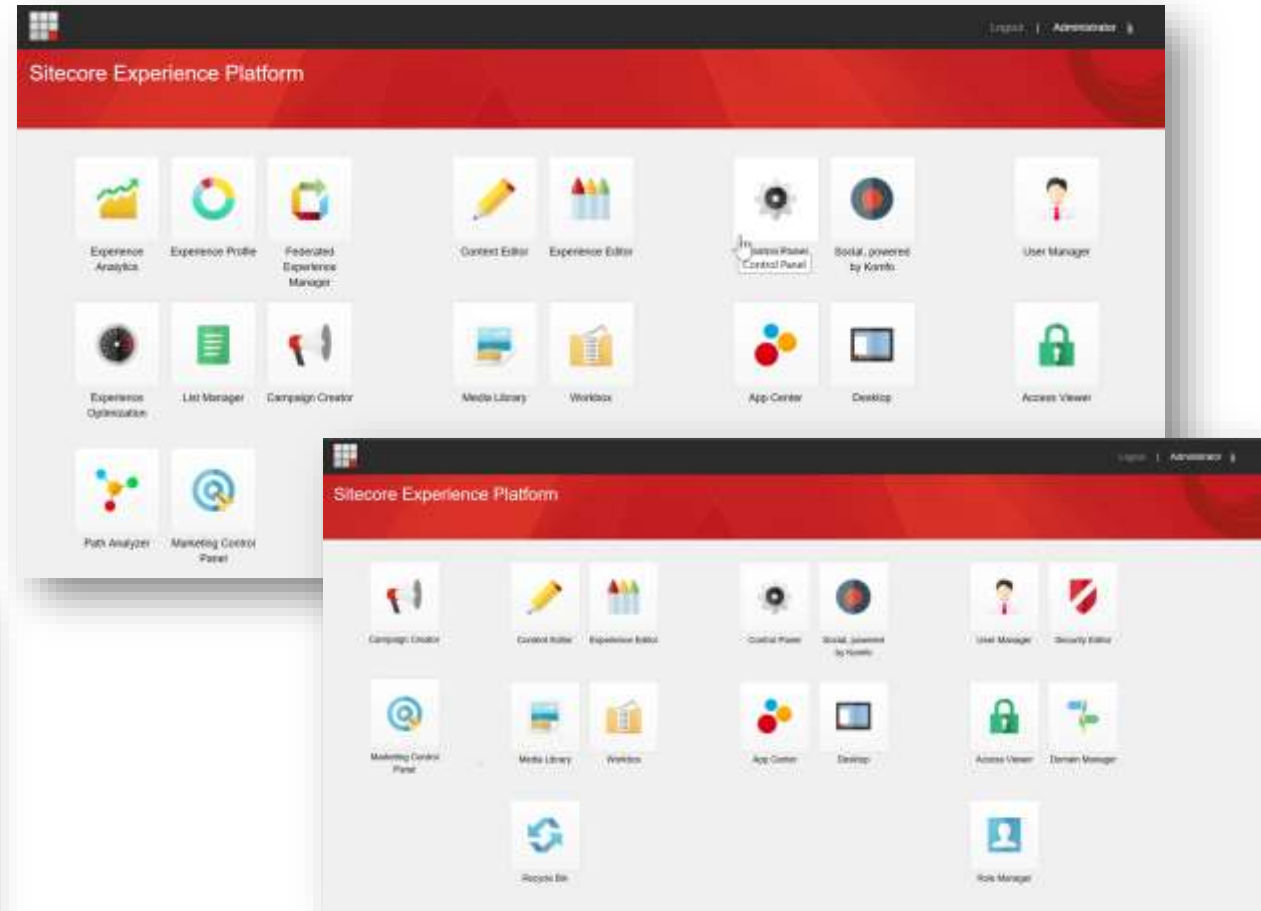 Logout | Administrator
Sitecore Experience Platform
Experience
Analytics
Experience Profile
Federated
Experience
Manager
Content Editor
Experience Editor
Control Panel
Control Panel
Social, powered
by Komfo
User Manager
Experience
Optimization
List Manager
Campaign Creator
Media Library
Workbox
App Center
Desktop
Access Viewer
Path Analyzer
Marketing Control
Panel
Logout | Administrator
Sitecore Experience Platform
Campaign Creator
Content Editor
Experience Editor
Control Panel
Social, powered
by Komfo
User Manager
Security Editor
Marketing Control
Panel
Media Library
Workbox
App Center
Desktop
Access Viewer
Domain Manager
Recycle Bin
Role Manager